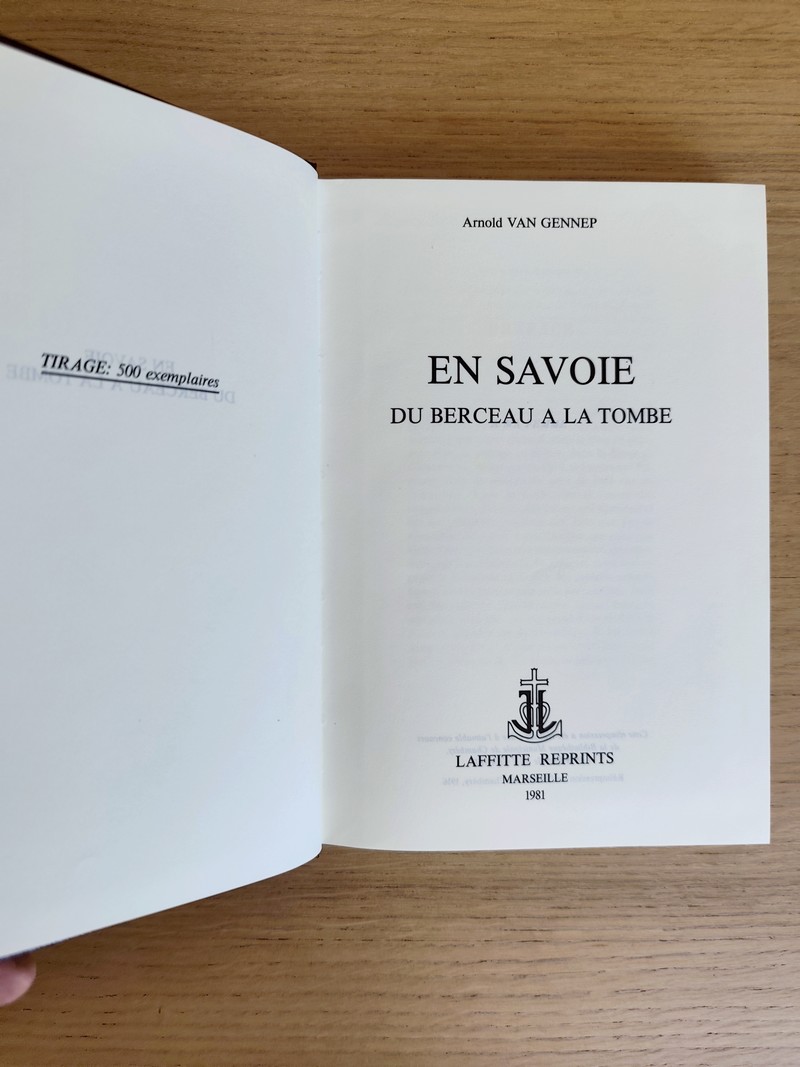 TIRAGE: 500 exemplaires
Arnold VAN GENNEP
EN SAVOIE
DU BERCEAU A LA TOMBE
LAFFITTE REPRINTS
MARSEILLE
1981